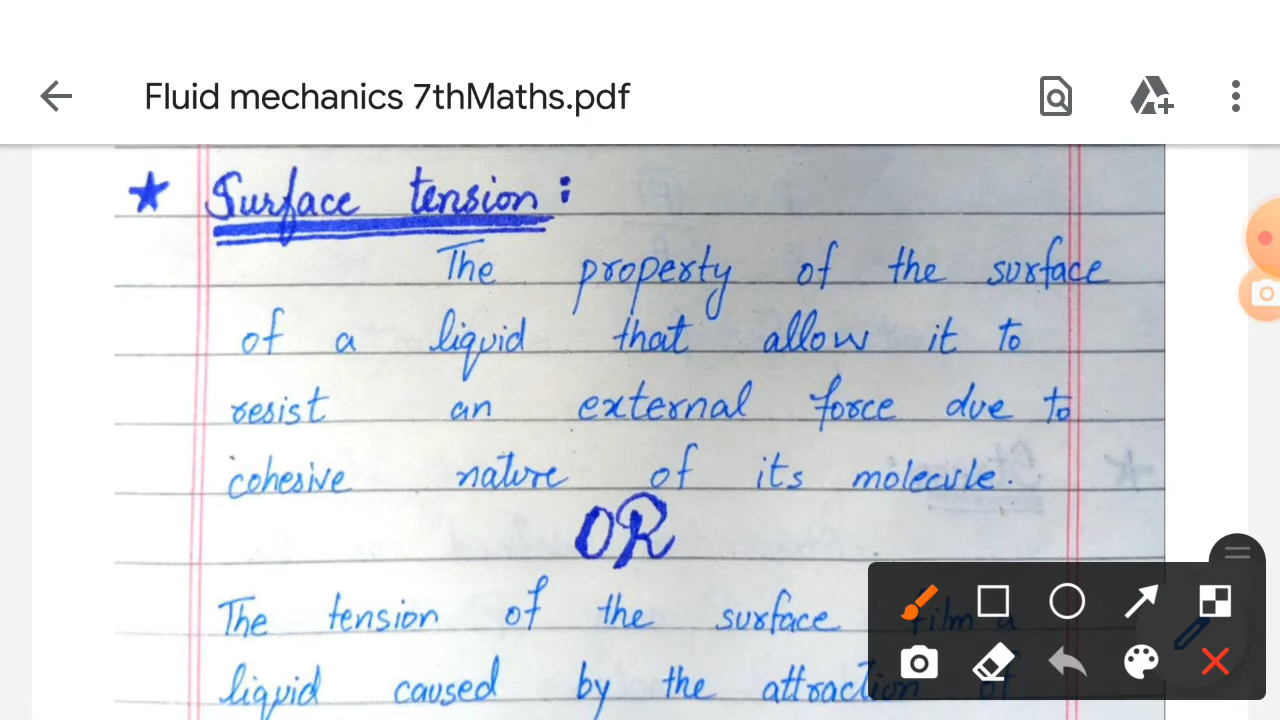 Fluid mechanics 7thMaths.pdf
★ Surface tension :
The property of the surface
of a liquid that allow it to
resist an external force due to
cohesive nature of its molecule.
OR
The tension of the surface film a
liquid caused by the attraction of